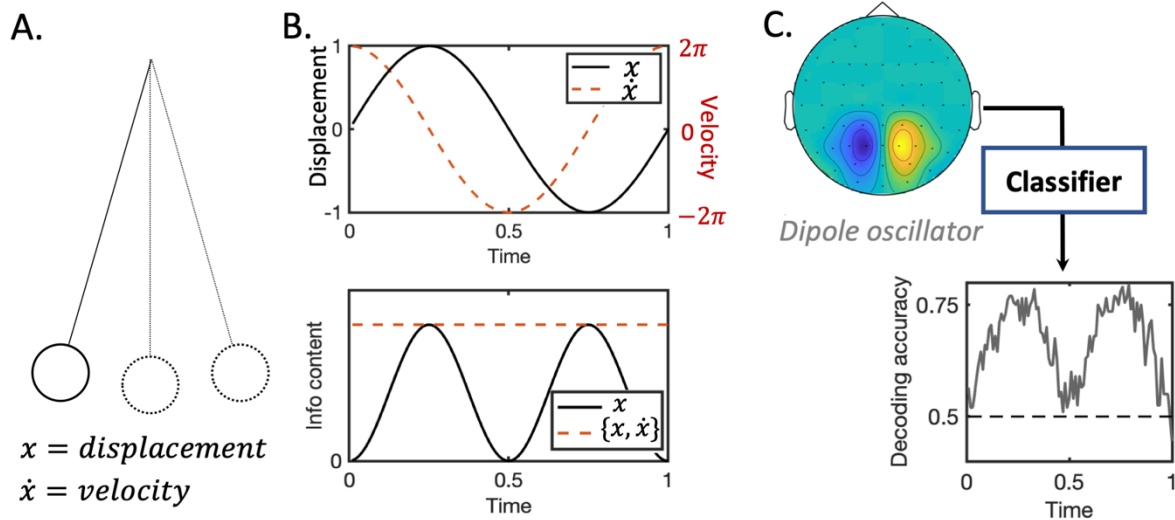 A.
x = displacement
ẋ = velocity
B.
Displacement
1
0
-1
x
ẋ
2π
0
−2π
Velocity
0
0.5
1
Time
Info content
0
x
{x, ẋ}
0
0.5
1
Time
C.
Classifier
Dipole oscillator
Decoding accuracy
0.75
0.5
0
0.5
1
Time